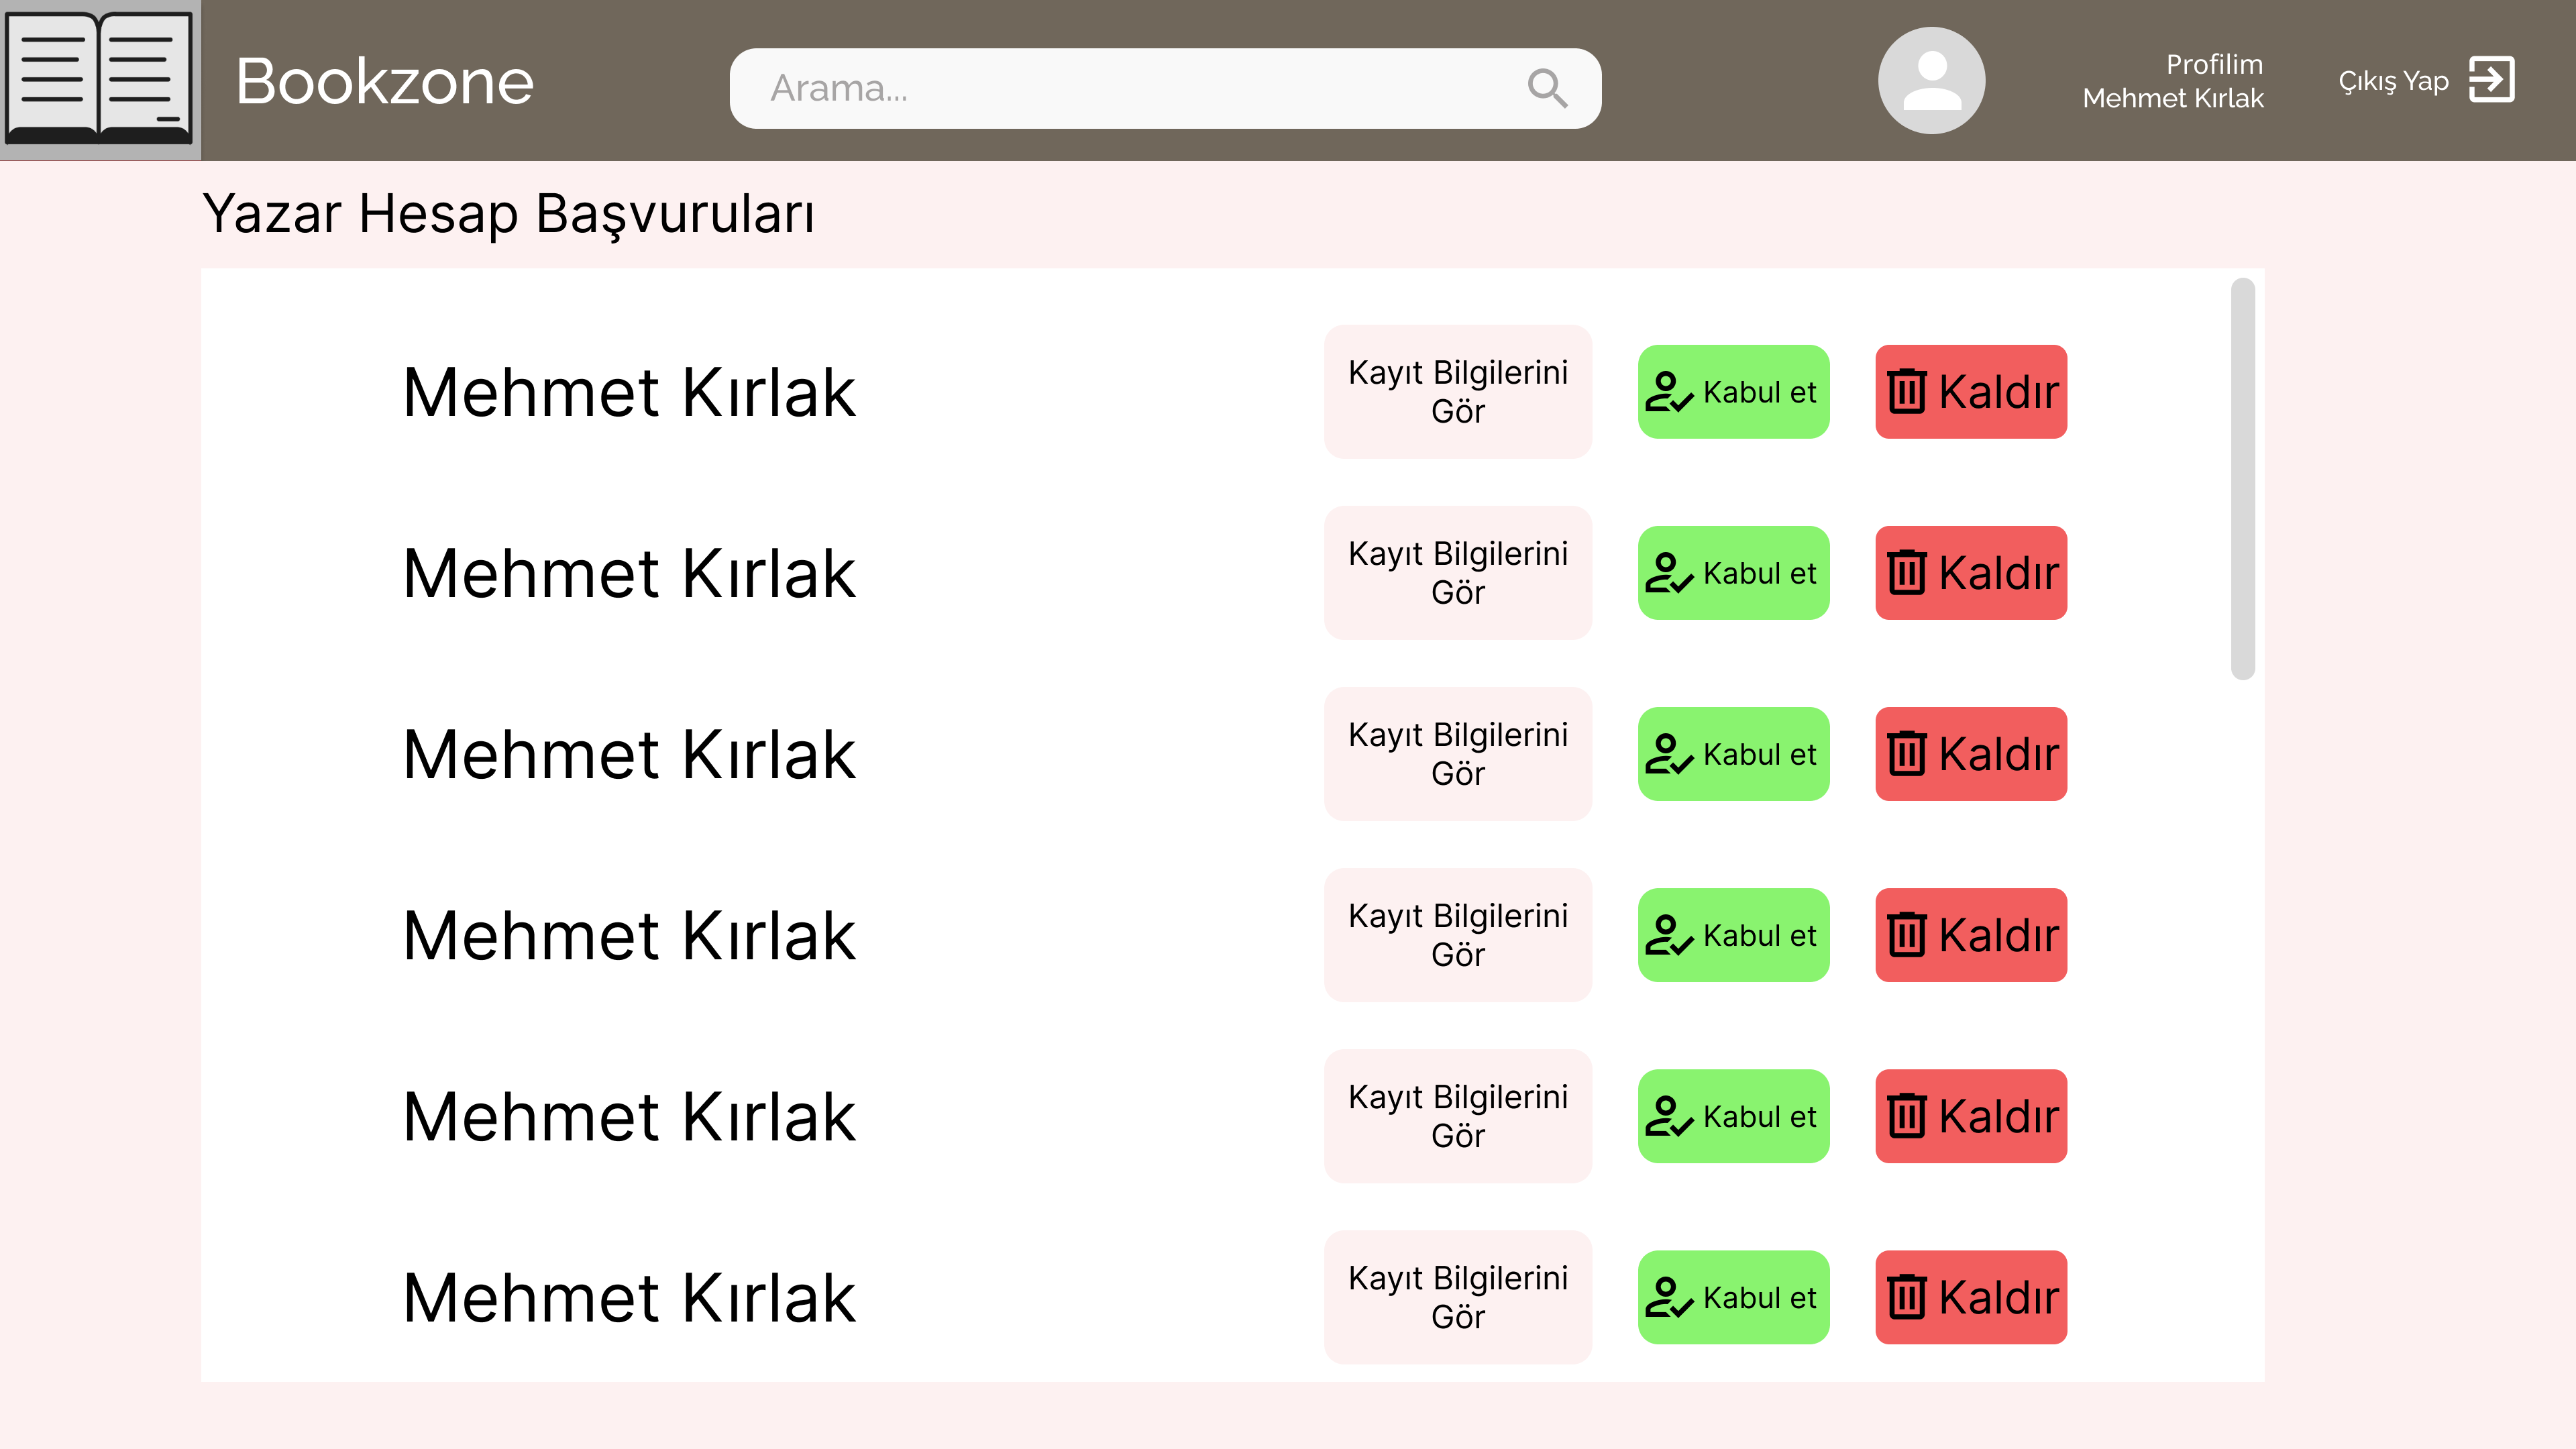 Bookzone
Arama...
Profilim
Mehmet Kırlak
Çıkış Yap
Yazar Hesap Başvuruları
Mehmet Kırlak
Kayıt Bilgilerini
Gör
Kabul et
Kaldır
Mehmet Kırlak
Kayıt Bilgilerini
Gör
Kabul et
Kaldır
Mehmet Kırlak
Kayıt Bilgilerini
Gör
Kabul et
Kaldır
Mehmet Kırlak
Kayıt Bilgilerini
Gör
Kabul et
Kaldır
Mehmet Kırlak
Kayıt Bilgilerini
Gör
Kabul et
Kaldır
Mehmet Kırlak
Kayıt Bilgilerini
Gör
Kabul et
Kaldır